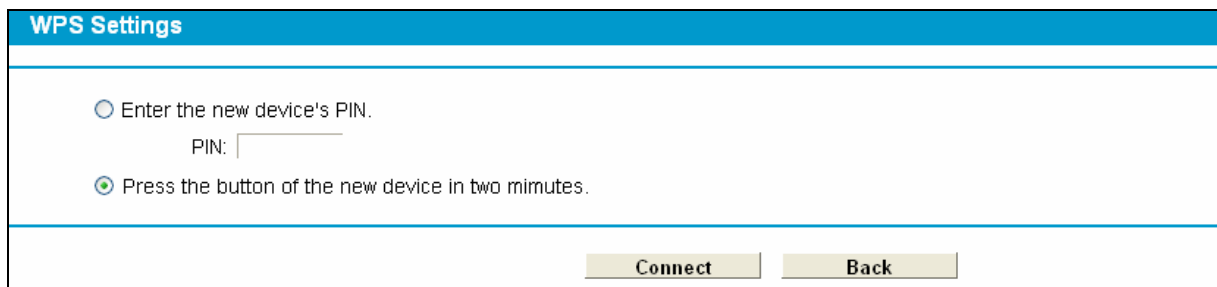 WPS Settings
Enter the new device's PIN.
PIN:
Press the button of the new device in two mimutes.
Connect Back